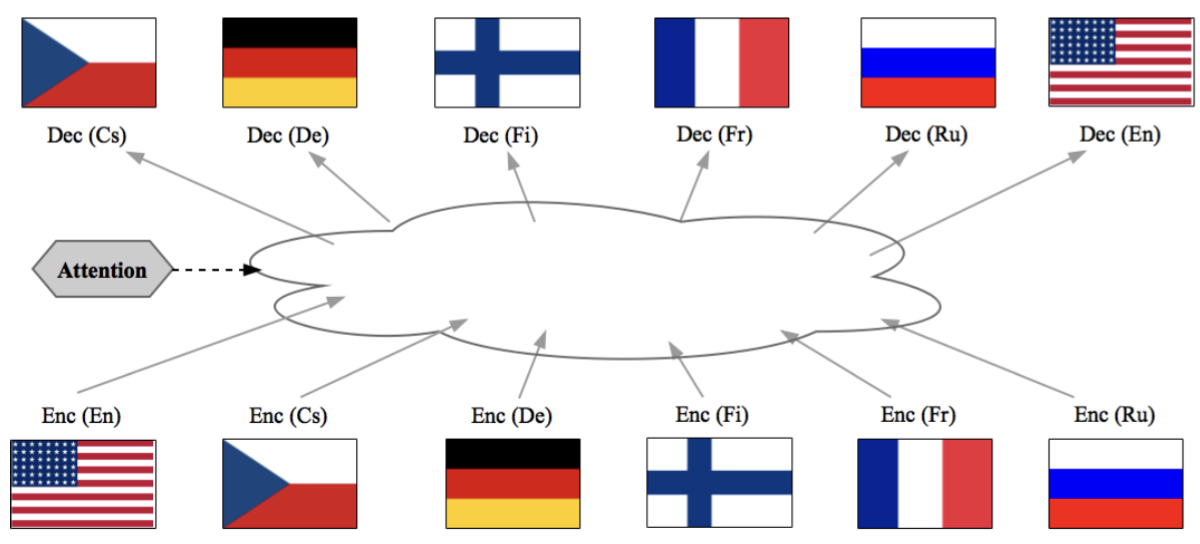 Dec (Cs)
Dec (De)
Dec (Fi)
Dec (Fr)
Dec (Ru)
Dec (En)
Attention
Enc (En)
Enc (Cs)
Enc (De)
Enc (Fi)
Enc (Fr)
Enc (Ru)